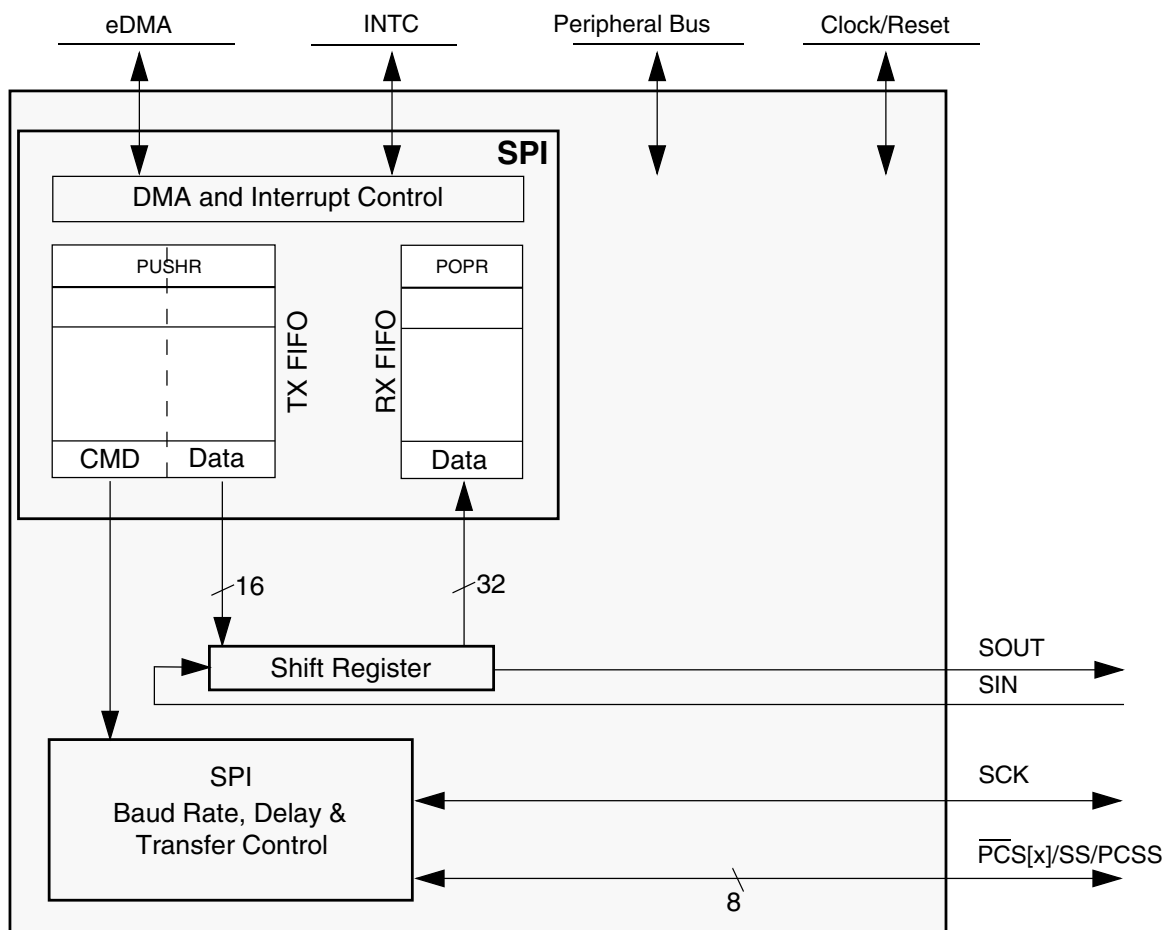 eDMA
INTC
Peripheral Bus
Clock/Reset
SPI
DMA and Interrupt Control
PUSHR
POPR
TX FIFO
RX FIFO
CMD
Data
Data
16
32
Shift Register
SOUT
SIN
SPI
Baud Rate, Delay &
Transfer Control
SCK
PCS[x]/SS/PCSS
8